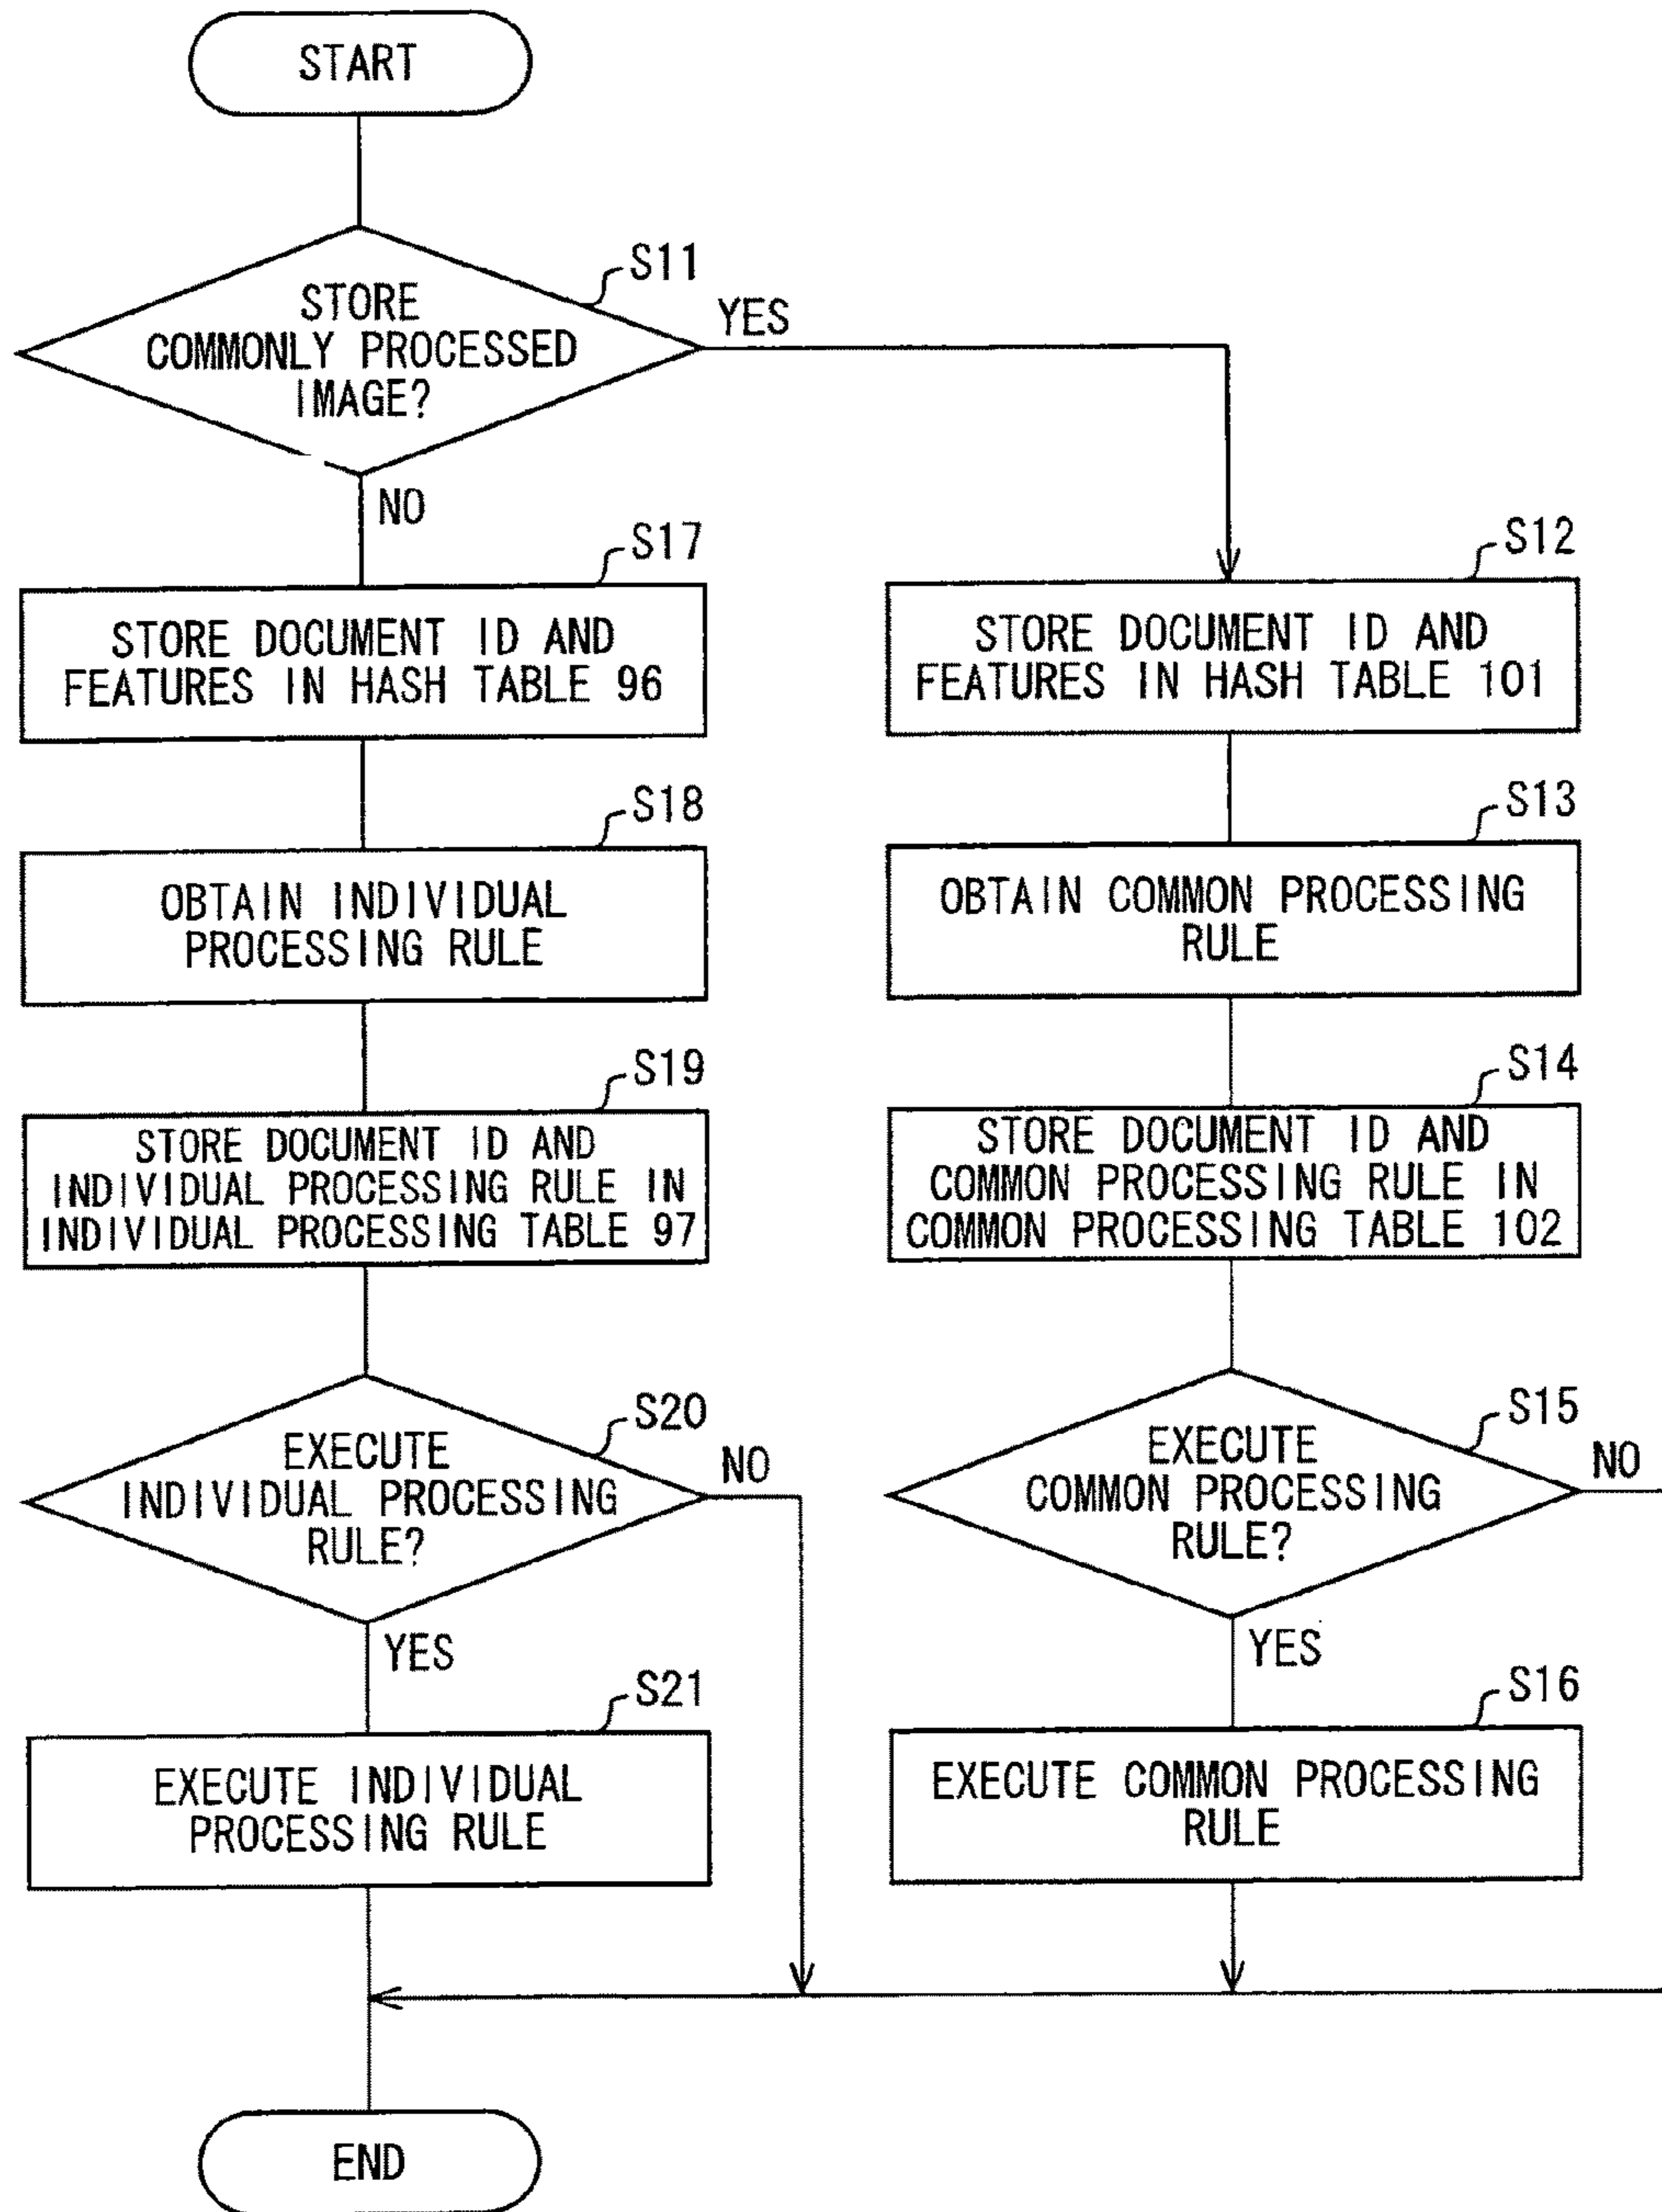 START
S11
STORE
COMMONLY PROCESSED
IMAGE?
YES
NO
S17
STORE DOCUMENT ID AND
FEATURES IN HASH TABLE 96
S12
STORE DOCUMENT ID AND
FEATURES IN HASH TABLE 101
S18
OBTAIN INDIVIDUAL
PROCESSING RULE
S13
OBTAIN COMMON PROCESSING
RULE
S19
STORE DOCUMENT ID AND
INDIVIDUAL PROCESSING RULE IN
INDIVIDUAL PROCESSING TABLE 97
S14
STORE DOCUMENT ID AND
COMMON PROCESSING RULE IN
COMMON PROCESSING TABLE 102
S20
EXECUTE
INDIVIDUAL PROCESSING
RULE?
NO
YES
S15
EXECUTE
COMMON PROCESSING
RULE?
NO
YES
S21
EXECUTE INDIVIDUAL
PROCESSING RULE
S16
EXECUTE COMMON PROCESSING
RULE
END